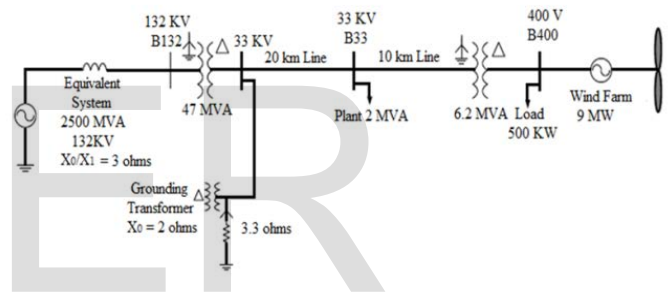 132 KV
B132
33 KV
20 km Line
33 KV
B33
10 km Line
400 V
B400
Equivalent
System
2500 MVA
132KV
X0/X1 = 3 ohms
47 MVA
Plant 2 MVA
6.2 MVA
Load
500 KW
Wind Farm
9 MW
Grounding
Transformer
X0 = 2 ohms
3.3 ohms
ER